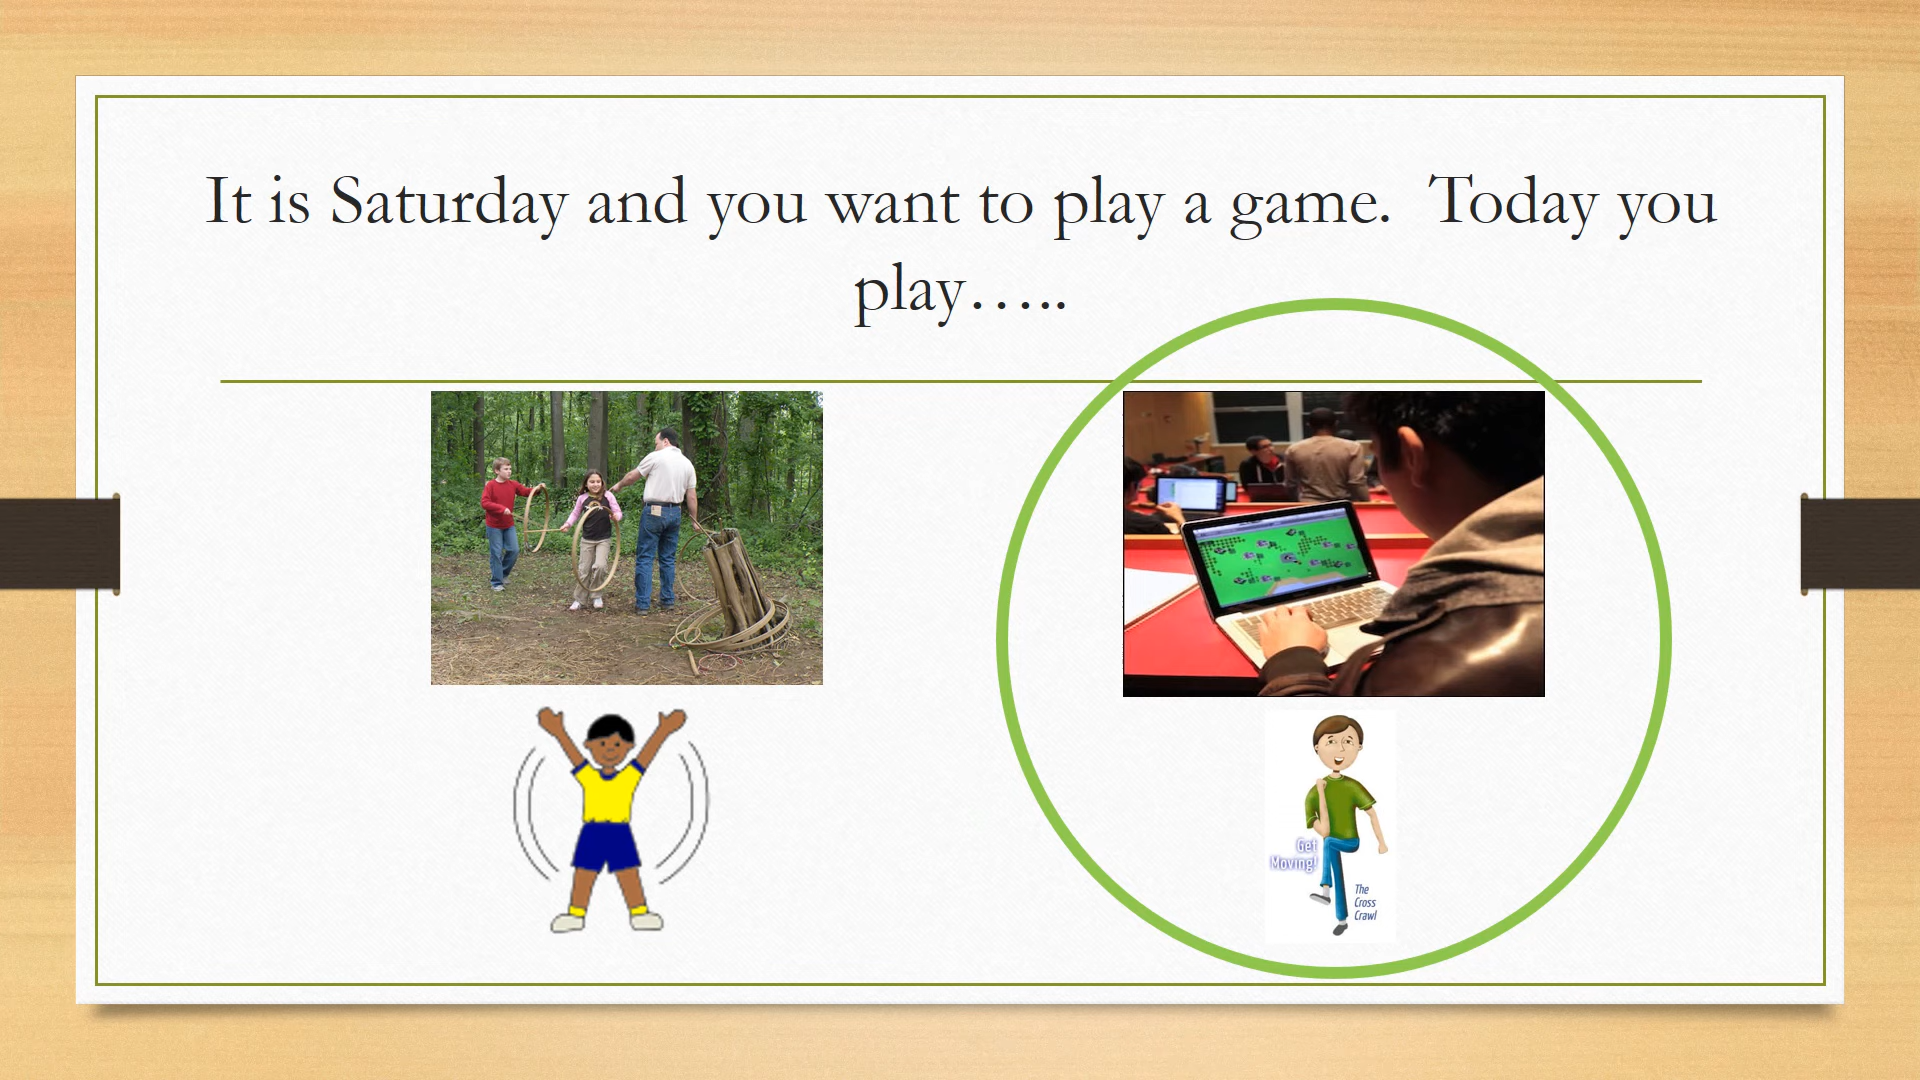 It is Saturday and you want to play a game.  Today you
play…..
Get
Moving!
The
Cross
Crawl